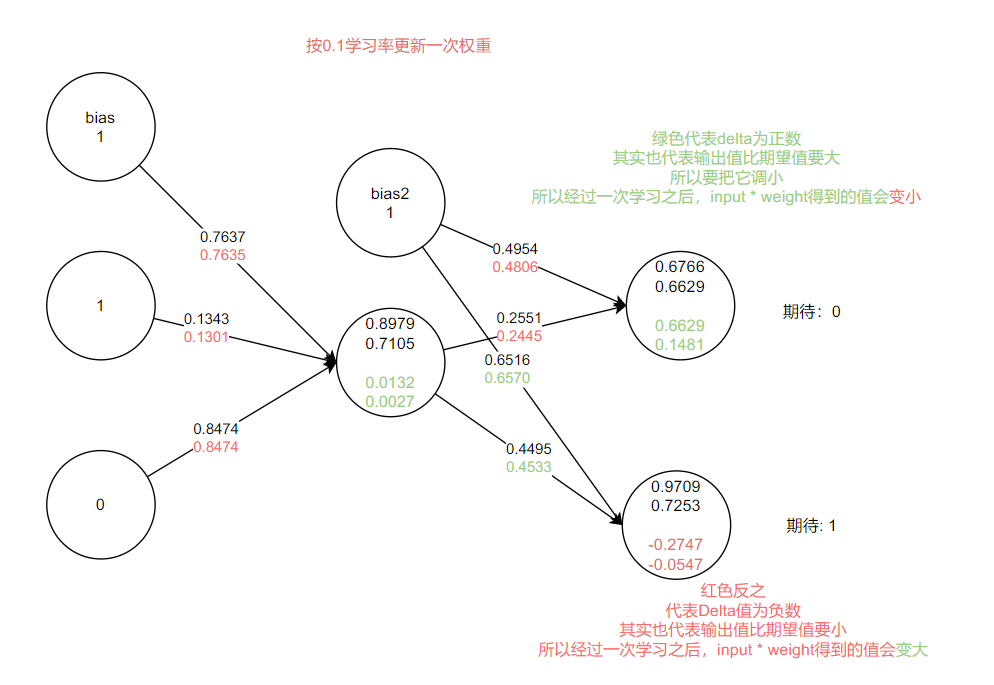 按0.1学习率更新一次权重
bias
1
绿色代表delta为正数
其实也代表输出值比期望值要大
所以要把它调小
所以经过一次学习之后，input * weight得到的值会变小
bias2
1
0.7637
0.7635
0.4954
0.4806
0.6766
0.6629
0.6629
0.1481
期待：0
1
0.1343
0.1301
0.8979
0.7105
0.0132
0.0027
0.2551
0.2445
0.6516
0.6570
0.8474
0.8474
0.4495
0.4533
0
0.9709
0.7253
-0.2747
-0.0547
期待: 1
红色反之
代表Delta值为负数
其实也代表输出值比期望值要小
所以经过一次学习之后，input * weight得到的值会变大